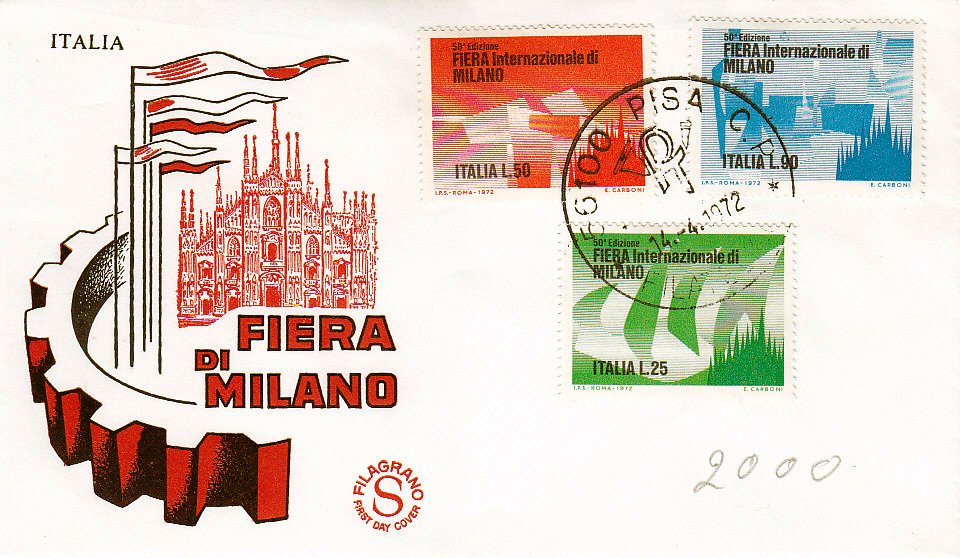 ITALIA
50ª Edizione
FIERA Internazionale di
MILANO
ITALIA L.50
I.P.S.-ROMA-1972 E. CARBONI
50ª Edizione
FIERA Internazionale di
MILANO
ITALIA L.90
I.P.S.-ROMA-1972 E. CARBONI
56100 PISA C.P.
14.-4.1972
50ª Edizione
FIERA Internazionale di
MILANO
ITALIA L.25
I.P.S.-ROMA-1972 E. CARBONI
FIERA
DI
MILANO
FILAGRANO
S
FIRST DAY COVER
2000